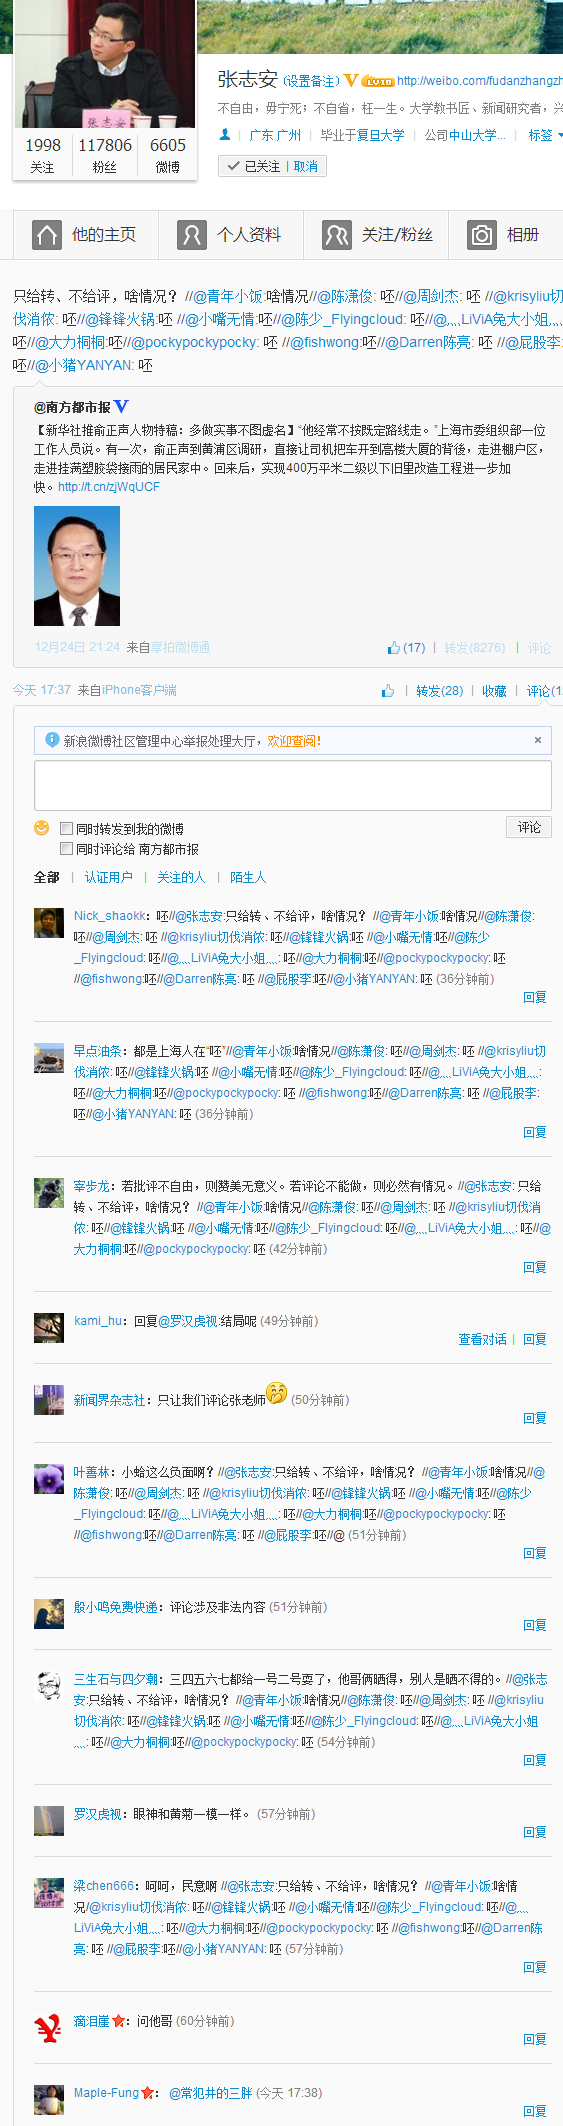 张志安
张志安 (设置备注) http://weibo.com/fudanzhangzh
不自由，毋宁死；不自省，枉一生。大学教书匠、新闻研究者，兴
1998 117806 6605
关注 粉丝 微博
广东 广州 | 毕业于复旦大学 | 公司中山大学... | 标签
已关注 | 取消
他的主页 个人资料 关注/粉丝 相册
只给转、不给评，啥情况？ //@青年小饭:啥情况//@陈潇俊: 呸//@周剑杰: 呸 //@krisyliu切
伐消侬: 呸//@锋锋火锅:呸 //@小嘴无情:呸//@陈少_Flyingcloud: 呸//@灬LiViA兔大小姐灬
呸//@大力桐桐:呸//@pockypockypocky: 呸 //@fishwong:呸//@Darren陈亮: 呸 //@屁股李:
呸//@小猪YANYAN: 呸
@南方都市报
【新华社推俞正声人物特稿：多做实事不图虚名】“他经常不按既定路线走。”上海市委组织部一位
工作人员说。有一次，俞正声到黄浦区调研，直接让司机把车开到高楼大厦的背後，走进棚户区，
走进挂满塑胶袋接雨的居民家中。回来后，实现400万平米二级以下旧里改造工程进一步加
快。http://t.cn/zjWqUCF
12月24日 21:24 来自享拍微博通 (17) | 转发(8276) | 评论
今天 17:37 来自iPhone客户端 | 转发(28) | 收藏 | 评论(1
新浪微博社区管理中心举报处理大厅，欢迎查阅！ ×
同时转发到我的微博 评论
同时评论给 南方都市报
全部 | 认证用户 | 关注的人 | 陌生人
Nick_shaokk：呸//@张志安:只给转、不给评，啥情况？ //@青年小饭:啥情况//@陈潇俊:
呸//@周剑杰: 呸 //@krisyliu切伐消侬: 呸//@锋锋火锅:呸 //@小嘴无情:呸//@陈少
_Flyingcloud: 呸//@灬LiViA兔大小姐灬: 呸//@大力桐桐:呸//@pockypockypocky: 呸
//@fishwong:呸//@Darren陈亮: 呸 //@屁股李:呸//@小猪YANYAN: 呸 (36分钟前)
回复
早点油条：都是上海人在“呸”//@青年小饭:啥情况//@陈潇俊: 呸//@周剑杰: 呸 //@krisyliu切
伐消侬: 呸//@锋锋火锅:呸 //@小嘴无情:呸//@陈少_Flyingcloud: 呸//@灬LiViA兔大小姐灬:
呸//@大力桐桐:呸//@pockypockypocky: 呸 //@fishwong:呸//@Darren陈亮: 呸 //@屁股李:
呸//@小猪YANYAN: 呸 (36分钟前)
回复
宰步龙：若批评不自由，则赞美无意义。若评论不能做，则必然有情况。//@张志安: 只给
转、不给评，啥情况？ //@青年小饭:啥情况//@陈潇俊: 呸//@周剑杰: 呸 //@krisyliu切伐消
侬: 呸//@锋锋火锅:呸 //@小嘴无情:呸//@陈少_Flyingcloud: 呸//@灬LiViA兔大小姐灬: 呸//@
大力桐桐:呸//@pockypockypocky: 呸 (42分钟前)
回复
kami_hu：回复@罗汉虎视:结局呢 (49分钟前)
查看对话 | 回复
新闻界杂志社：只让我们评论张老师 (50分钟前)
回复
叶善林：小蛤这么负面啊？//@张志安:只给转、不给评，啥情况？ //@青年小饭:啥情况//@
陈潇俊: 呸//@周剑杰: 呸 //@krisyliu切伐消侬: 呸//@锋锋火锅:呸 //@小嘴无情:呸//@陈少
_Flyingcloud: 呸//@灬LiViA兔大小姐灬: 呸//@大力桐桐:呸//@pockypockypocky: 呸
//@fishwong:呸//@Darren陈亮: 呸 //@屁股李:呸//@ (51分钟前)
回复
殷小鸣免费快递：评论涉及非法内容 (51分钟前)
回复
三生石与四夕潮：三四五六七都给一号二号耍了，他哥俩晒得，别人是晒不得的。//@张志
安:只给转、不给评，啥情况？ //@青年小饭:啥情况//@陈潇俊: 呸//@周剑杰: 呸 //@krisyliu
切伐消侬: 呸//@锋锋火锅:呸 //@小嘴无情:呸//@陈少_Flyingcloud: 呸//@灬LiViA兔大小姐
灬: 呸//@大力桐桐:呸//@pockypockypocky: 呸 (54分钟前)
回复
罗汉虎视：眼神和黄菊一模一样。 (57分钟前)
回复
梁chen666：呵呵，民意啊 //@张志安:只给转、不给评，啥情况？ //@青年小饭:啥情
况/@krisyliu切伐消侬: 呸//@锋锋火锅:呸 //@小嘴无情:呸//@陈少_Flyingcloud: 呸//@灬
LiViA兔大小姐灬: 呸//@大力桐桐:呸//@pockypockypocky: 呸 //@fishwong:呸//@Darren陈
亮: 呸 //@屁股李:呸//@小猪YANYAN: 呸 (57分钟前)
回复
蔼泪崖：问他哥 (60分钟前)
回复
Maple-Fung： @常犯井的三胖 (今天 17:38)
回复